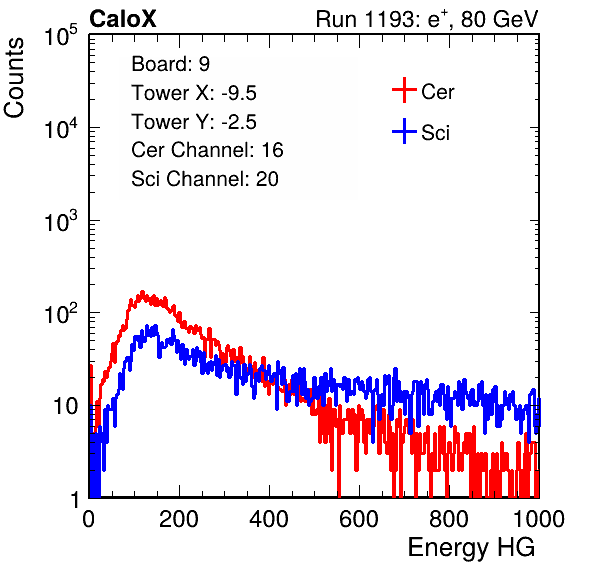 CaloX Run 1193: e⁺, 80 GeV
Counts
Board: 9
Tower X: -9.5
Tower Y: -2.5
Cer Channel: 16
Sci Channel: 20
Cer
Sci
10⁵
10⁴
10³
10²
10
1
0 200 400 600 800 1000
Energy HG